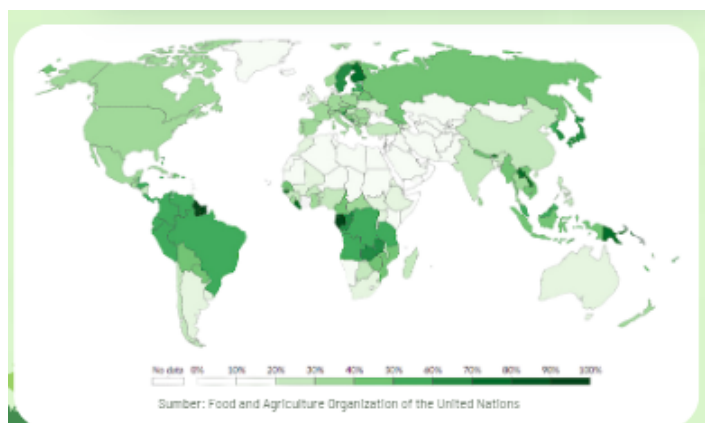 No data 0% 10% 20% 30% 40% 50% 60% 70% 80% 90% 100%
Sumber: Food and Agriculture Organization of the United Nations